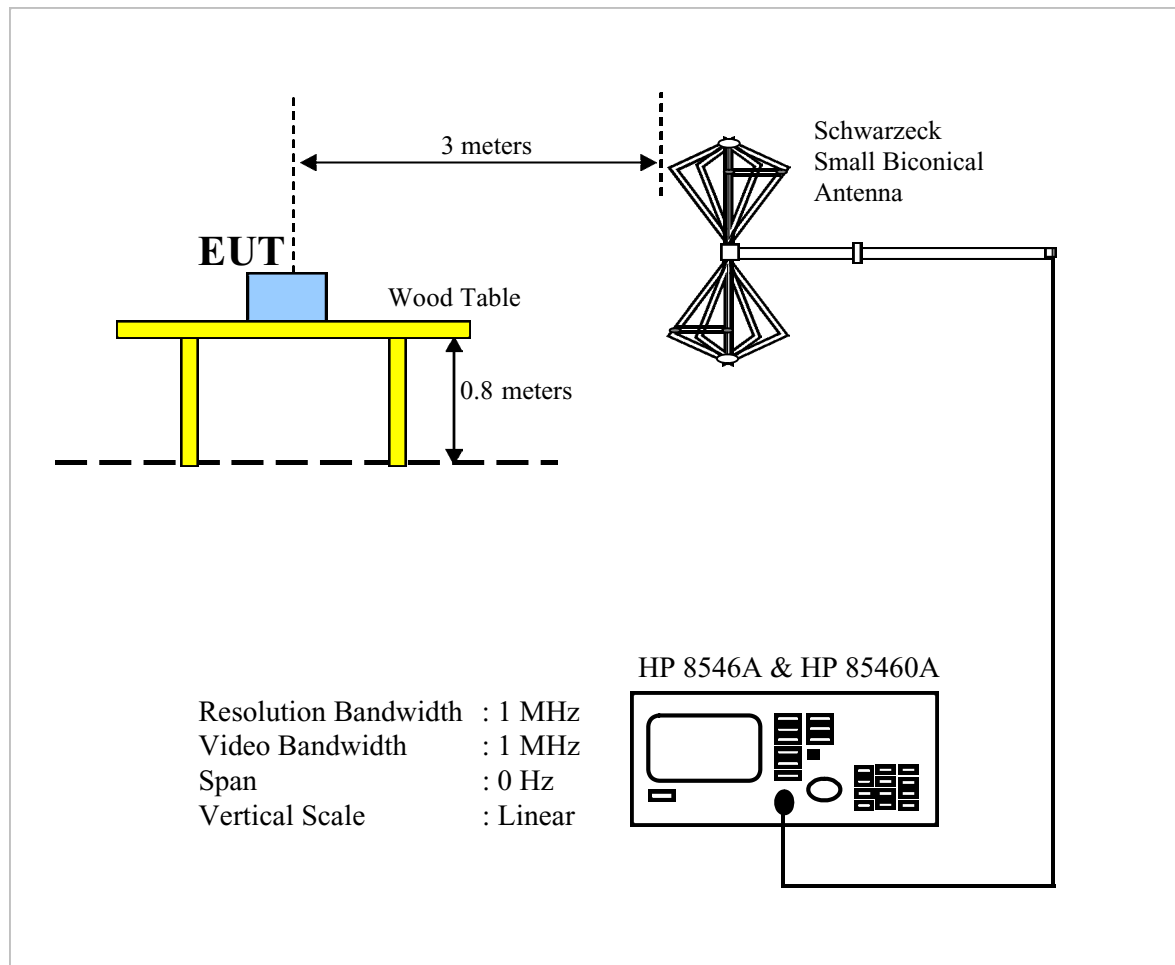 3 meters
Schwarzeck
Small Biconical
Antenna
EUT
Wood Table
0.8 meters
HP 8546A & HP 85460A
Resolution Bandwidth : 1 MHz
Video Bandwidth : 1 MHz
Span : 0 Hz
Vertical Scale : Linear